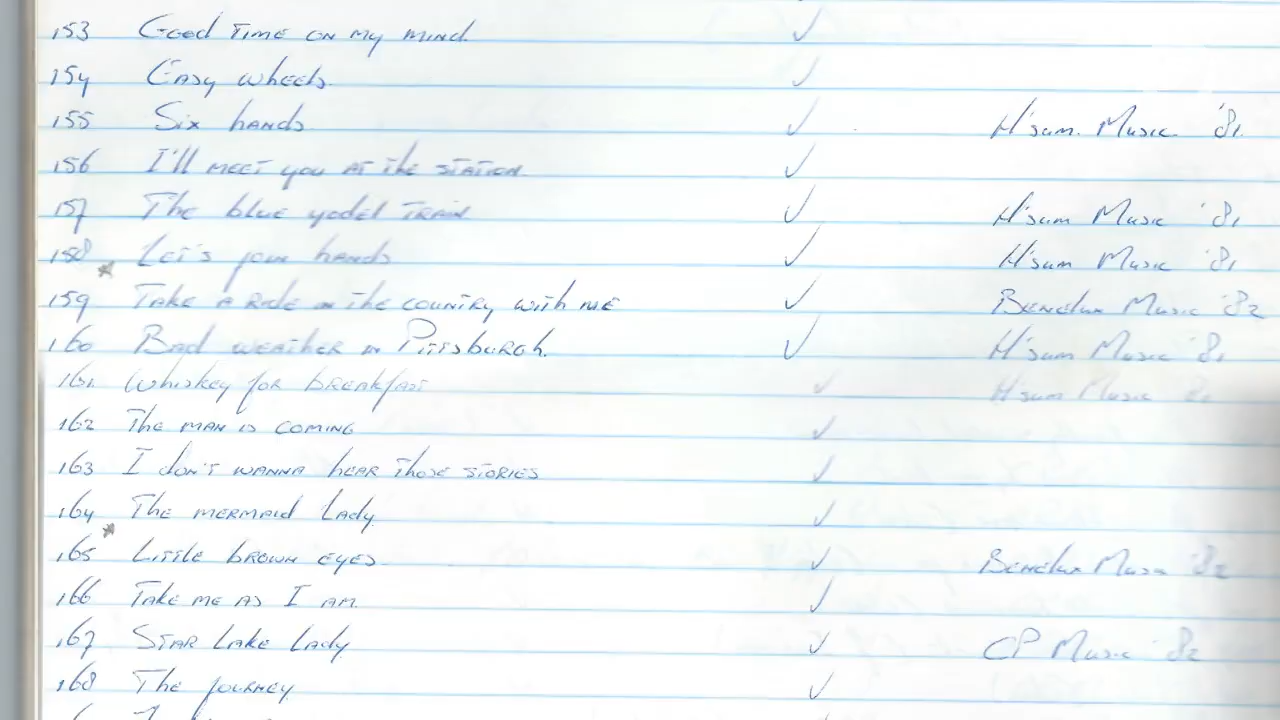 153 Good time on my mind. ✓
154 Easy wheels. ✓
155 Six hands. ✓ H'sum. Music. '81.
156 I'll meet you at the station. ✓
157 The blue yodel train ✓ H'sum Music '81
158 Let's join hands ✓ H'sum Music '81
159 Take a ride in the country with me ✓ Benelux Music '82
160 Bad weather in Pittsburgh. ✓ H'sum Music '81
161 Whiskey for breakfast ✓ H'sum Music 81
162 The man is coming ✓
163 I don't wanna hear those stories ✓
164 The mermaid lady. ✓
165 Little brown eyes. ✓ Benelux Music '82
166 Take me as I am. ✓
167 Star Lake Lady. ✓ CP Music '82
168 The journey. ✓